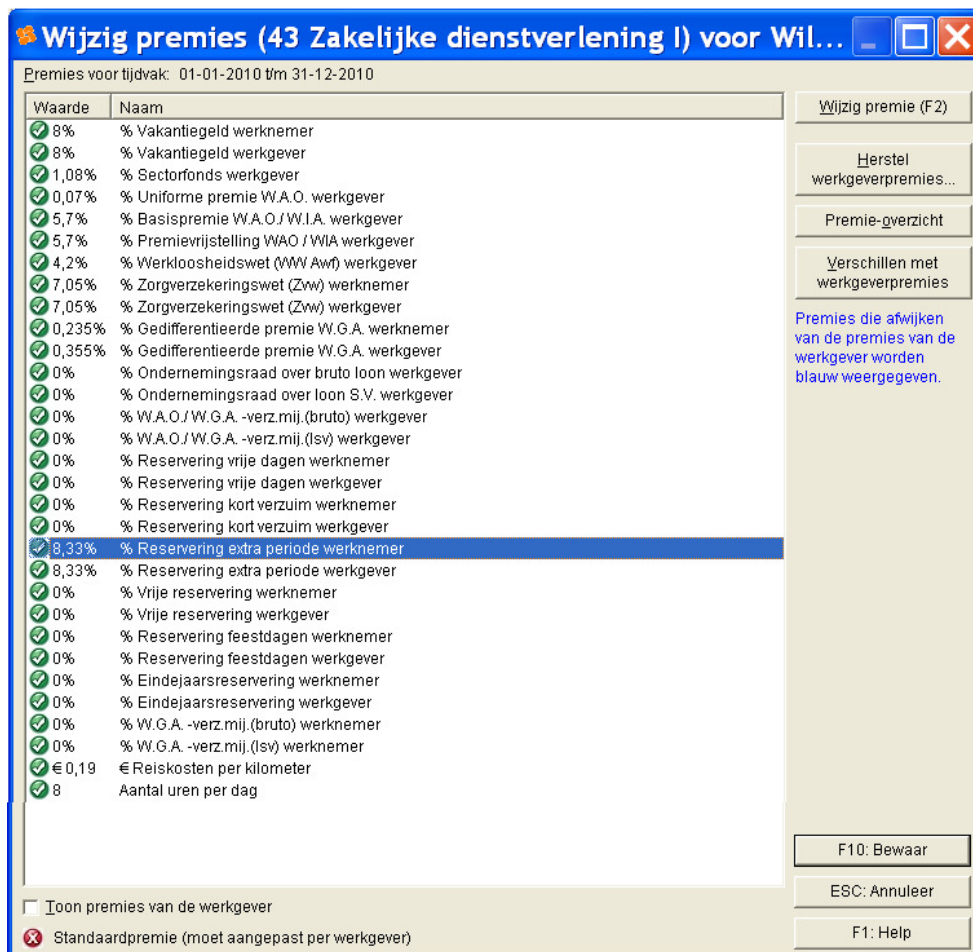 Wijzig premies (43 Zakelijke dienstverlening I) voor Wil...
Premies voor tijdvak: 01-01-2010 t/m 31-12-2010
Waarde Naam
8% % Vakantiegeld werknemer
8% % Vakantiegeld werkgever
1,08% % Sectorfonds werkgever
0,07% % Uniforme premie W.A.O. werkgever
5,7% % Basispremie W.A.O./ W.I.A. werkgever
5,7% % Premievrijstelling WAO / WIA werkgever
4,2% % Werkloosheidswet (WW Awf) werkgever
7,05% % Zorgverzekeringswet (Zvw) werknemer
7,05% % Zorgverzekeringswet (Zvw) werkgever
0,235% % Gedifferentieerde premie W.G.A. werknemer
0,355% % Gedifferentieerde premie W.G.A. werkgever
0% % Ondernemingsraad over bruto loon werkgever
0% % Ondernemingsraad over loon S.V. werkgever
0% % W.A.O./ W.G.A. -verz.mij.(bruto) werkgever
0% % W.A.O./ W.G.A. -verz.mij.(lsv) werkgever
0% % Reservering vrije dagen werknemer
0% % Reservering vrije dagen werkgever
0% % Reservering kort verzuim werknemer
0% % Reservering kort verzuim werkgever
8,33% % Reservering extra periode werknemer
8,33% % Reservering extra periode werkgever
0% % Vrije reservering werknemer
0% % Vrije reservering werkgever
0% % Reservering feestdagen werknemer
0% % Reservering feestdagen werkgever
0% % Eindejaarsreservering werknemer
0% % Eindejaarsreservering werkgever
0% % W.G.A. -verz.mij.(bruto) werknemer
0% % W.G.A. -verz.mij.(lsv) werknemer
€ 0,19 € Reiskosten per kilometer
8 Aantal uren per dag
Toon premies van de werkgever
Standaardpremie (moet aangepast per werkgever)
Wijzig premie (F2)
Herstel
werkgeverpremies...
Premie-overzicht
Verschillen met
werkgeverpremies
Premies die afwijken
van de premies van de
werkgever worden
blauw weergegeven.
F10: Bewaar
ESC: Annuleer
F1: Help